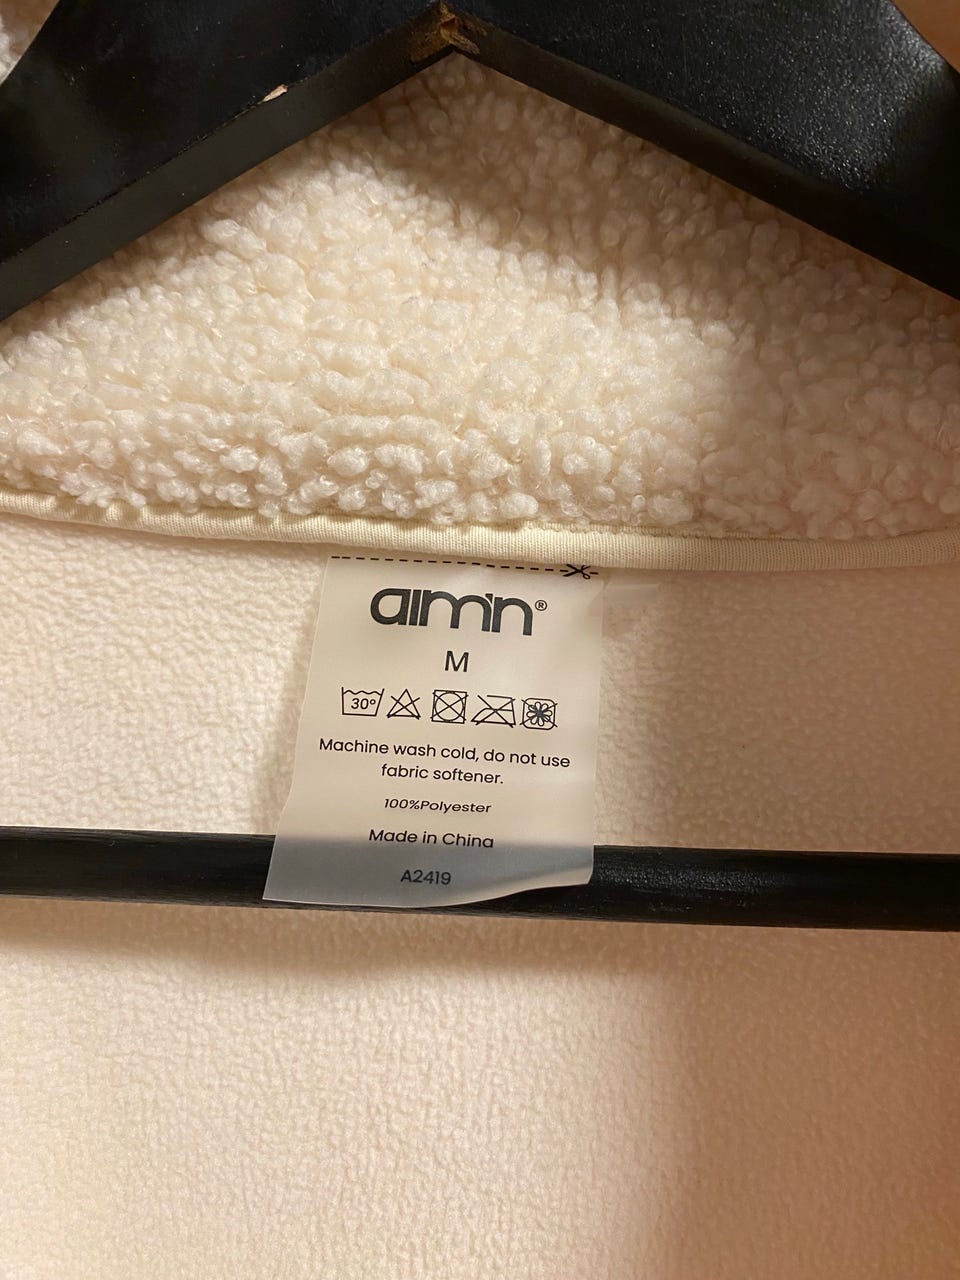 aim'n®
M
30°
Machine wash cold, do not use
fabric softener.
100%Polyester
Made in China
A2419